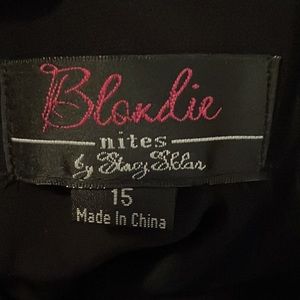 Blondie
nites
by Stacy Sklar
15
Made In China